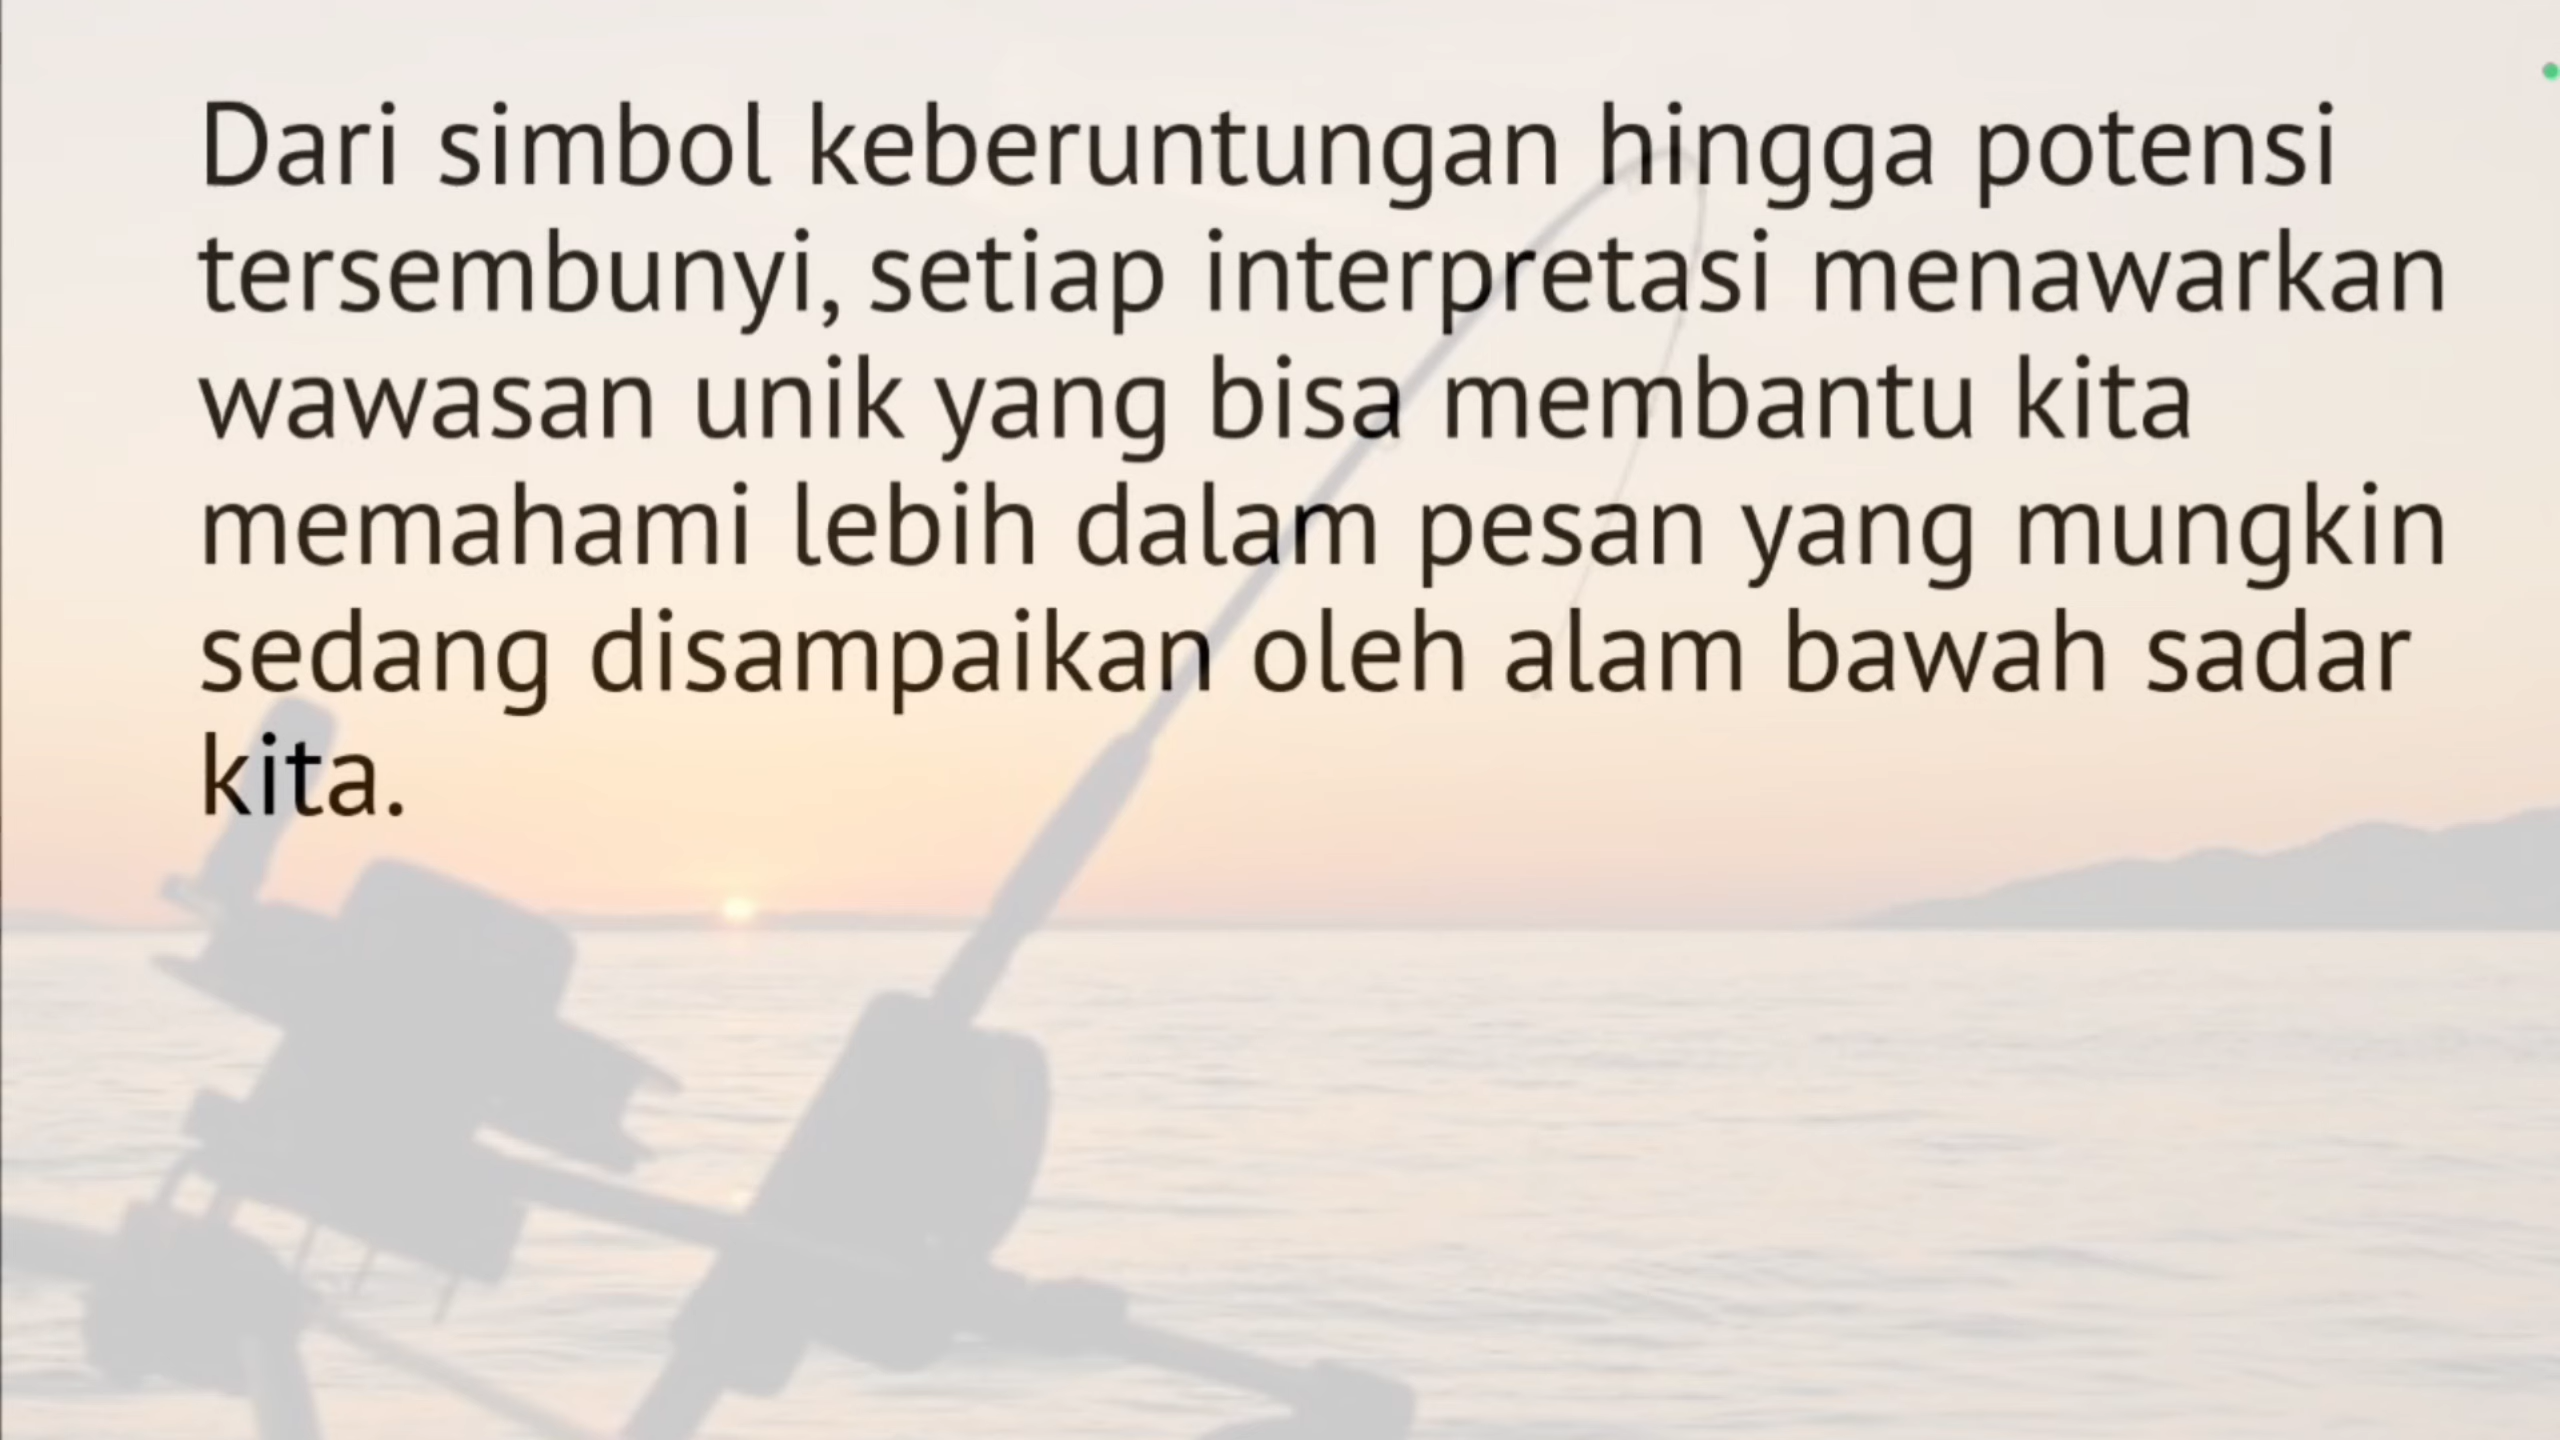 Dari simbol keberuntungan hingga potensi
tersembunyi, setiap interpretasi menawarkan
wawasan unik yang bisa membantu kita
memahami lebih dalam pesan yang mungkin
sedang disampaikan oleh alam bawah sadar
kita.